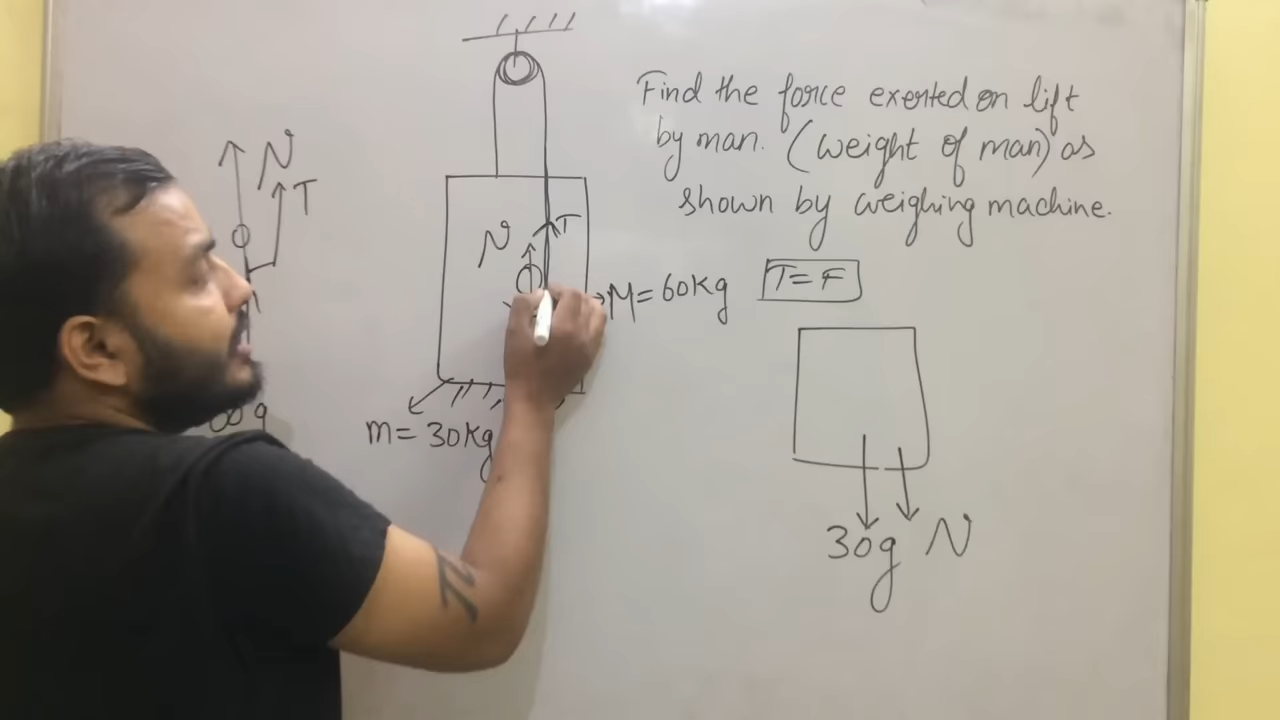 Find the force exerted on lift
by man. (weight of man) as
shown by weighing machine.
N
T
N
T
M = 60kg
T = F
m = 30kg
30g N